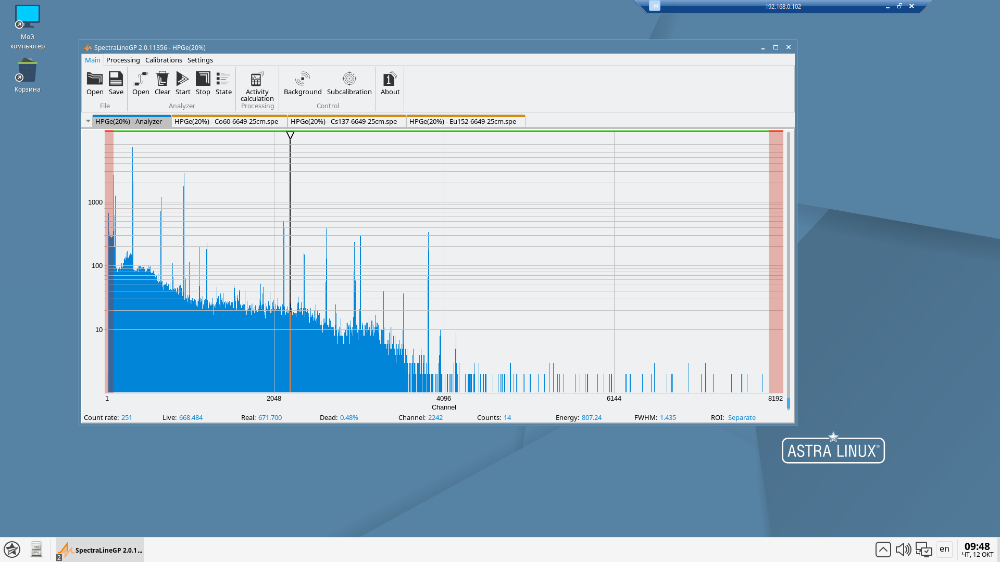 192.168.0.102
Мой
компьютер
Корзина
SpectraLineGP 2.0.11356 - HPGe(20%)
Main Processing Calibrations Settings
Open Save Open Clear Start Stop State Activity calculation Background Subcalibration About
File Analyzer Processing Control
HPGe(20%) - Analyzer HPGe(20%) - Co60-6649-25cm.spe HPGe(20%) - Cs137-6649-25cm.spe HPGe(20%) - Eu152-6649-25cm.spe
1000
100
10
1 2048 4096 6144 8192
Channel
Count rate: 251 Live: 668.484 Real: 671.700 Dead: 0.48% Channel: 2242 Counts: 14 Energy: 807.24 FWHM: 1.435 ROI: Separate
ASTRA LINUX®
2 SpectraLineGP 2.0.1... en 09:48
ЧТ, 12 ОКТ